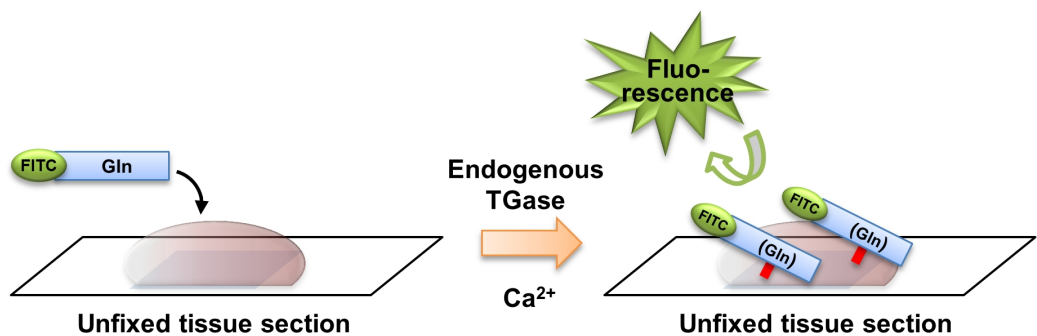 FITC Gln
Unfixed tissue section
Endogenous
TGase
Ca²⁺
Fluo-
rescence
FITC (Gln)
FITC (Gln)
Unfixed tissue section